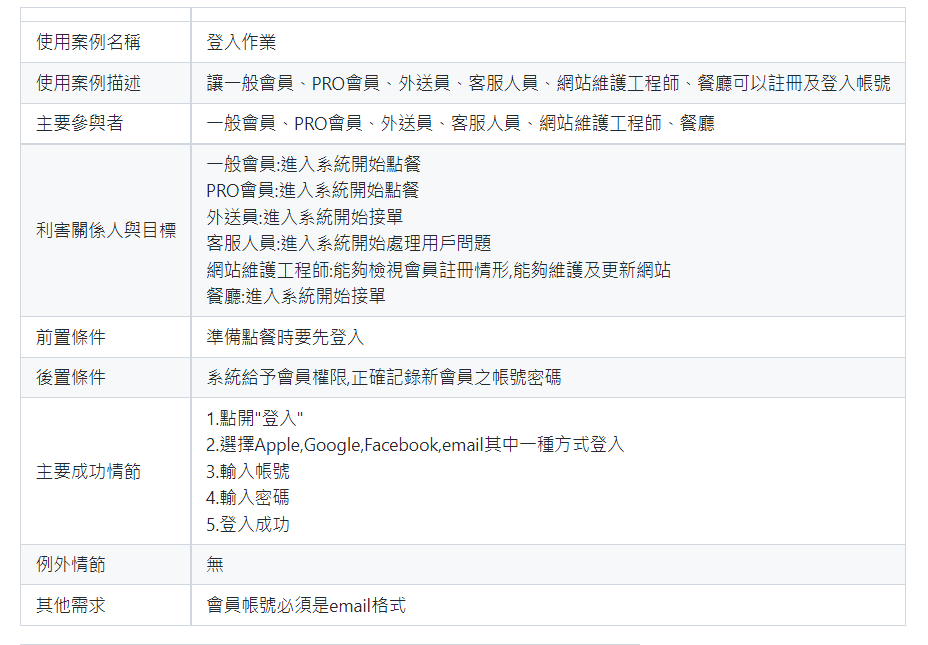 使用案例名稱 登入作業
使用案例描述 讓一般會員、PRO會員、外送員、客服人員、網站維護工程師、餐廳可以註冊及登入帳號
主要參與者 一般會員、PRO會員、外送員、客服人員、網站維護工程師、餐廳
利害關係人與目標
一般會員:進入系統開始點餐
PRO會員:進入系統開始點餐
外送員:進入系統開始接單
客服人員:進入系統開始處理用戶問題
網站維護工程師:能夠檢視會員註冊情形,能夠維護及更新網站
餐廳:進入系統開始接單
前置條件 準備點餐時要先登入
後置條件 系統給予會員權限,正確記錄新會員之帳號密碼
主要成功情節
1.點開"登入"
2.選擇Apple,Google,Facebook,email其中一種方式登入
3.輸入帳號
4.輸入密碼
5.登入成功
例外情節 無
其他需求 會員帳號必須是email格式